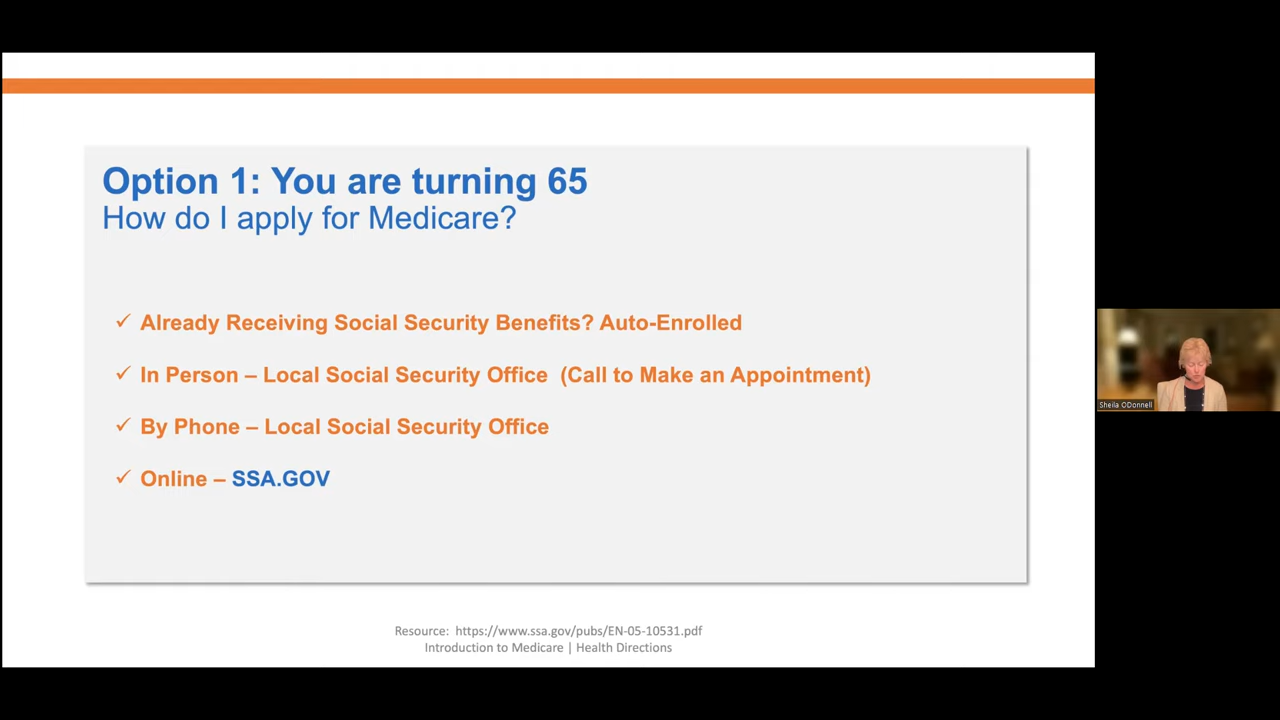 Option 1: You are turning 65
How do I apply for Medicare?
✓ Already Receiving Social Security Benefits? Auto-Enrolled
✓ In Person – Local Social Security Office (Call to Make an Appointment)
✓ By Phone – Local Social Security Office
✓ Online – SSA.GOV
Sheila ODonnell
Resource: https://www.ssa.gov/pubs/EN-05-10531.pdf
Introduction to Medicare | Health Directions